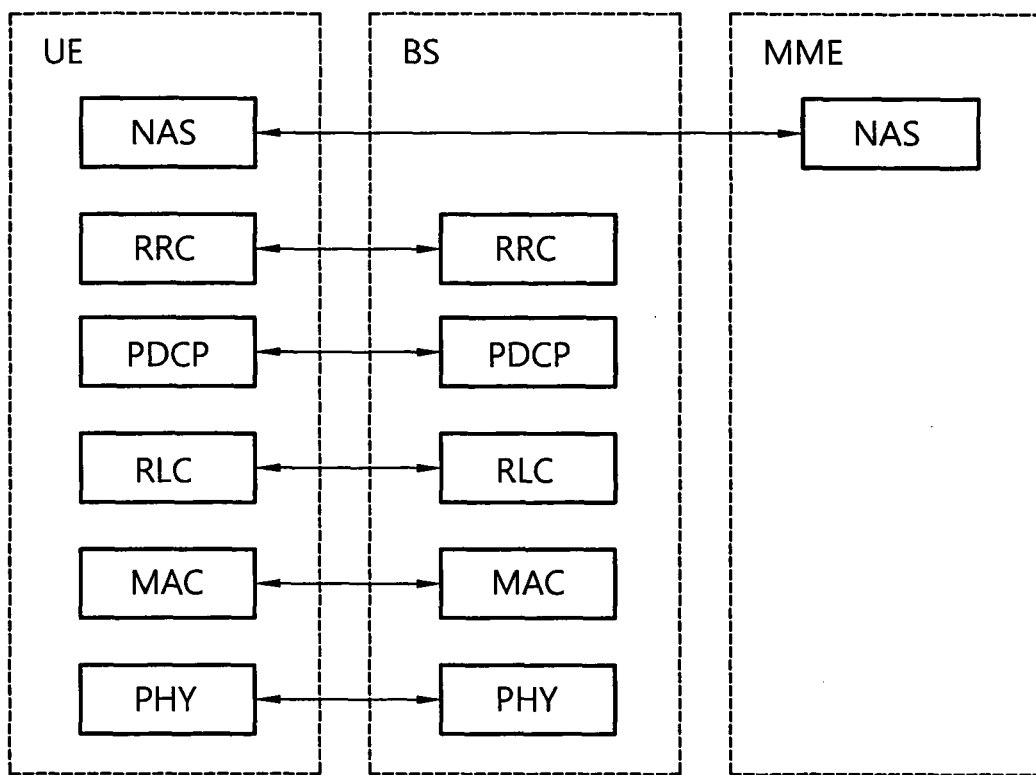 UE BS MME
NAS NAS
RRC RRC
PDCP PDCP
RLC RLC
MAC MAC
PHY PHY